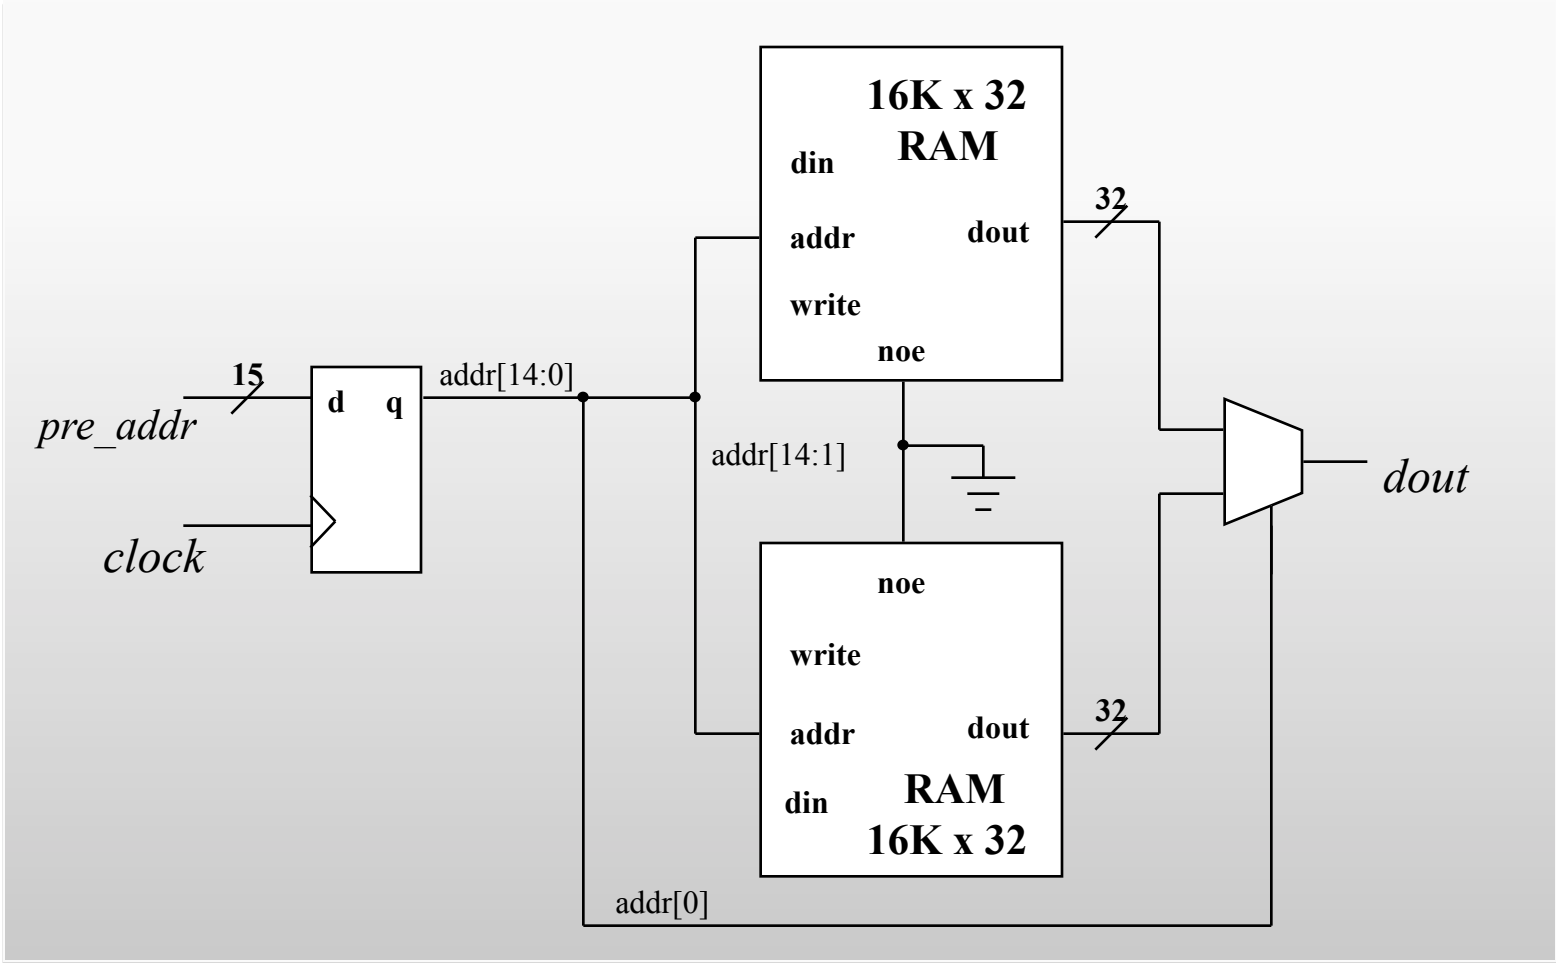 16K x 32
RAM
din
addr
dout
write
noe
32
15
pre_addr
d q
clock
addr[14:0]
addr[14:1]
dout
noe
write
addr
dout
din
RAM
16K x 32
32
addr[0]